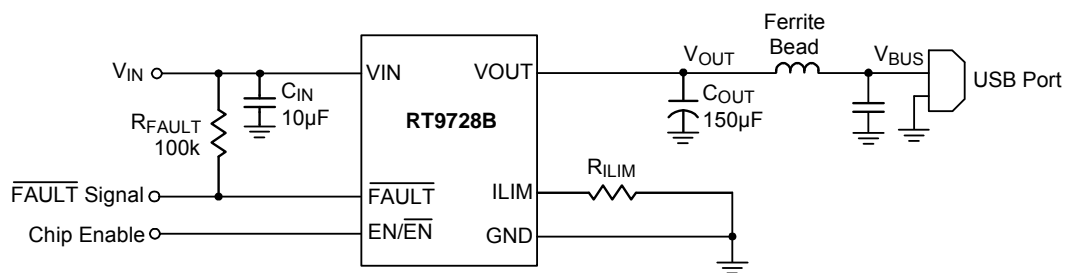 Ferrite
Bead
VIN
VIN
VOUT
VOUT
VBUS
USB Port
CIN
10µF
COUT
150µF
RFAULT
100k
RT9728B
FAULT Signal
FAULT
ILIM
RILIM
Chip Enable
EN/EN
GND